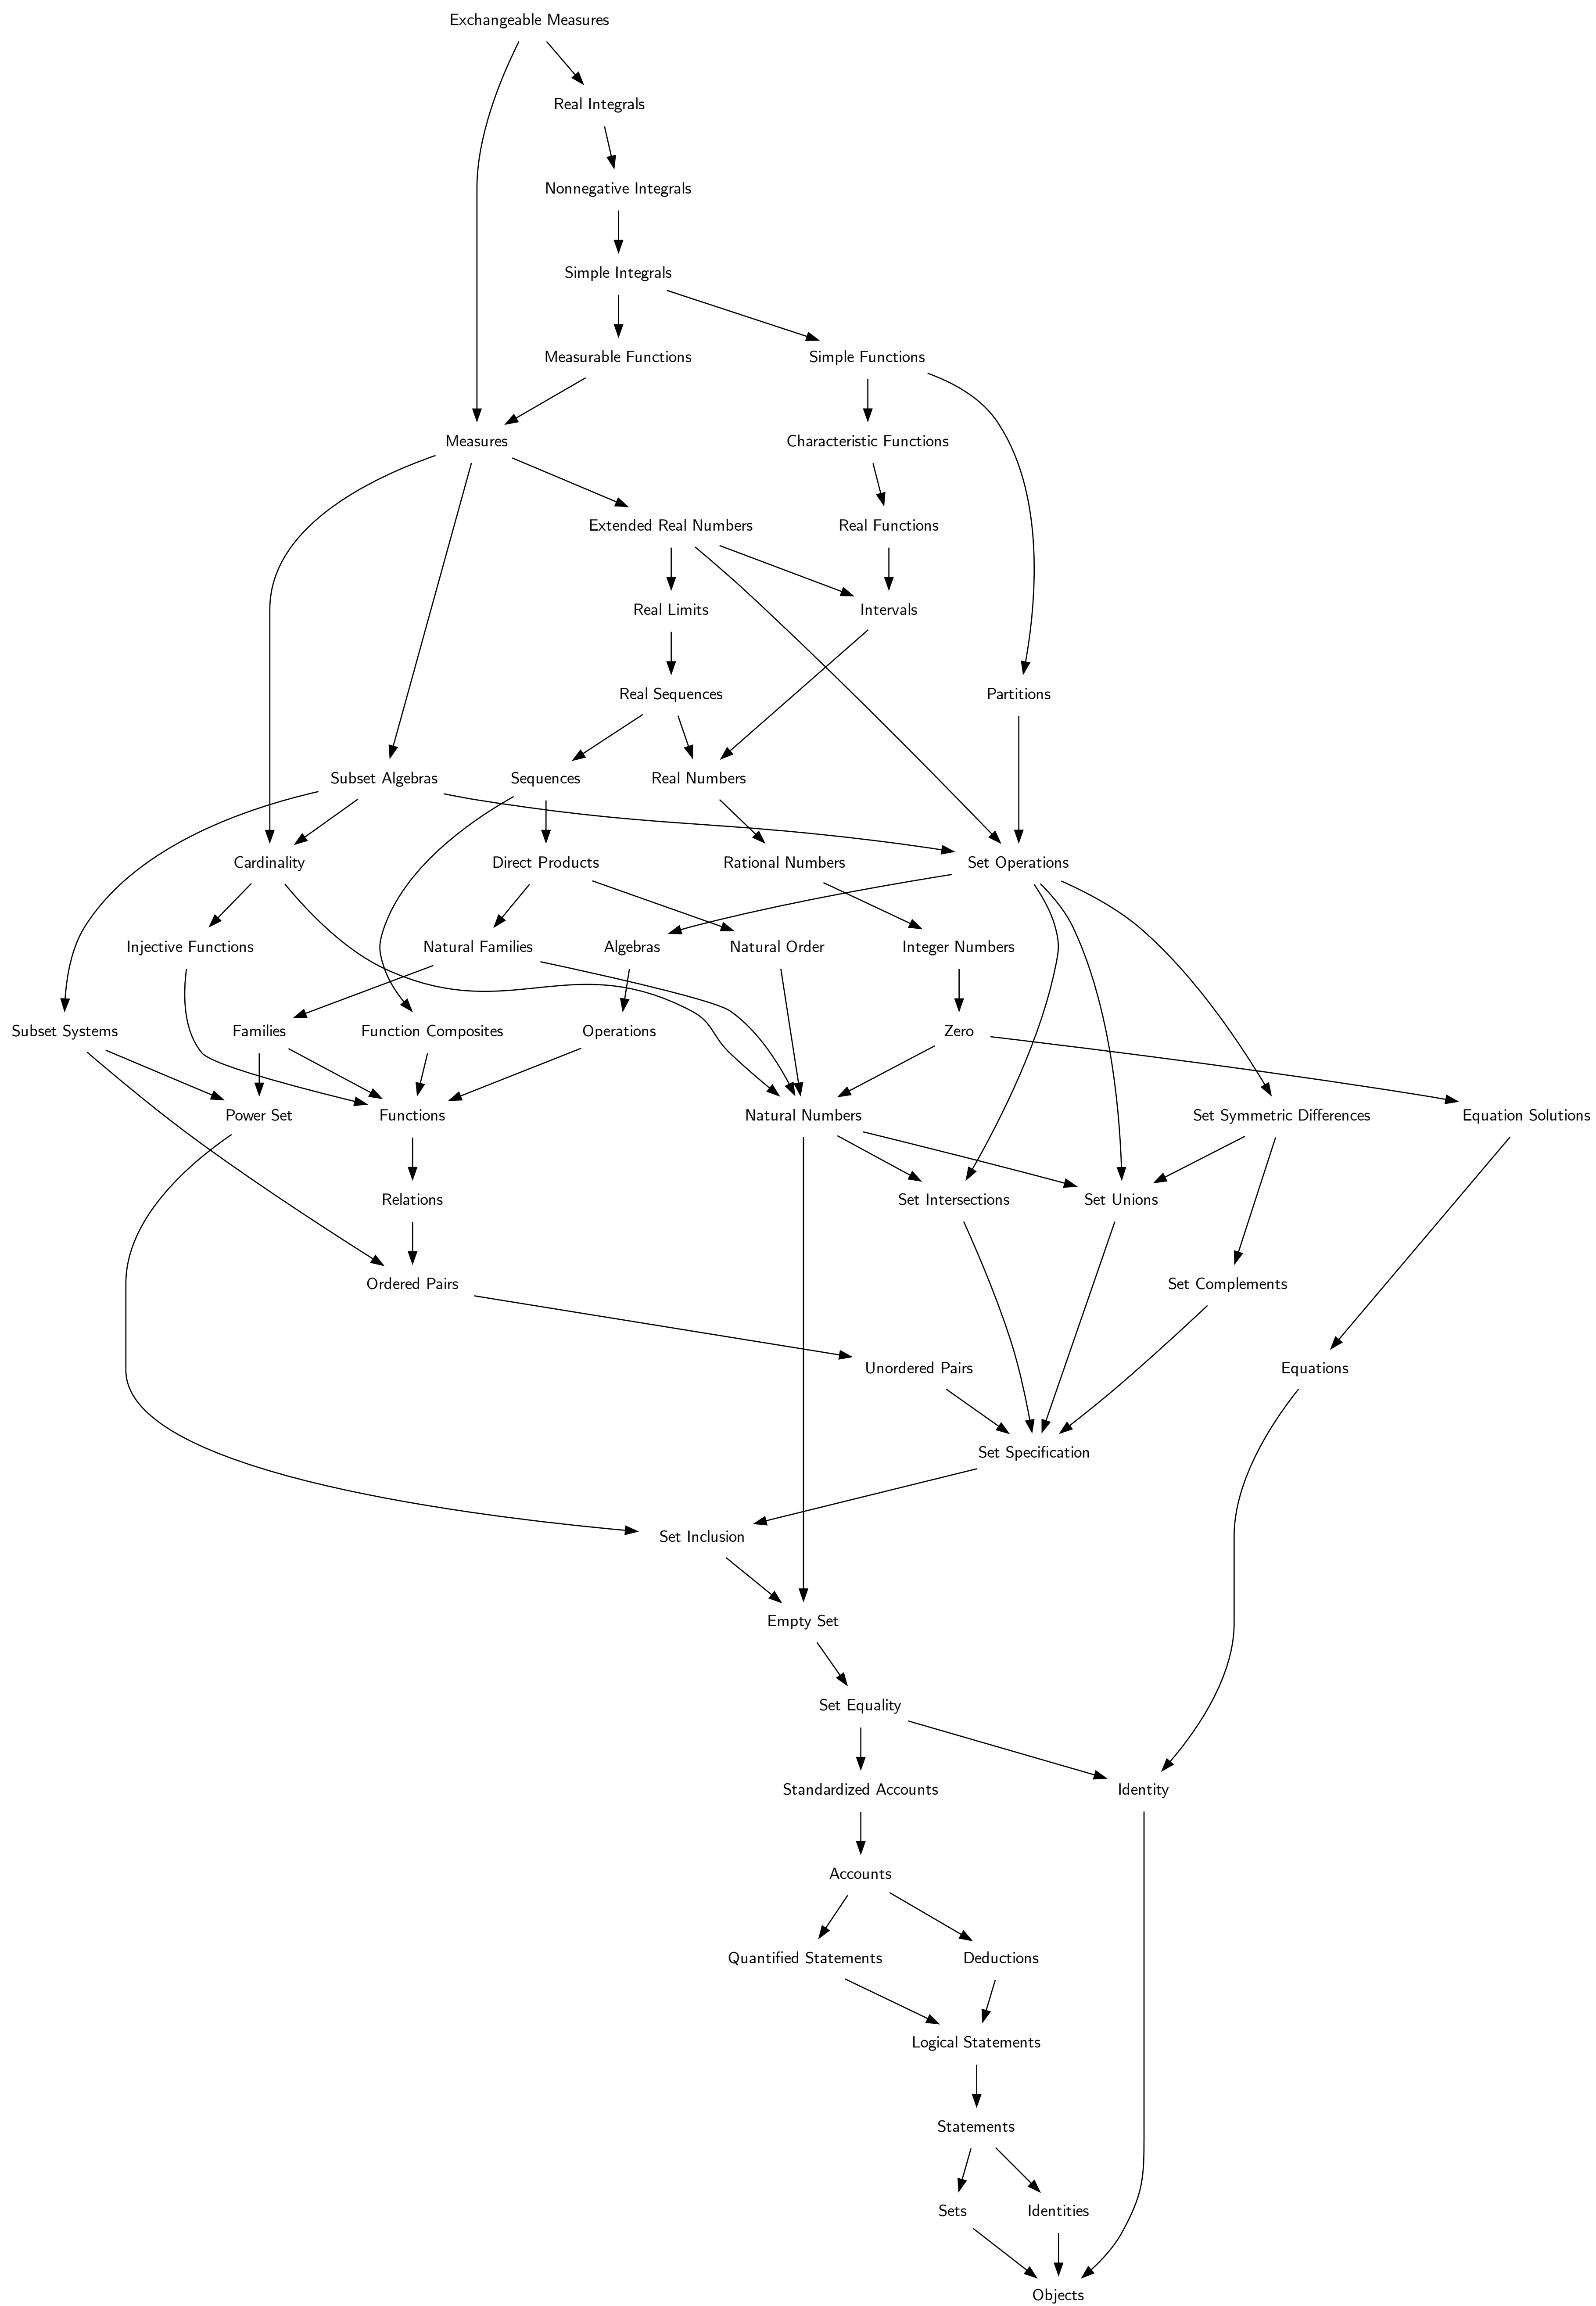 Exchangeable Measures
Real Integrals
Nonnegative Integrals
Simple Integrals
Measurable Functions
Simple Functions
Measures
Characteristic Functions
Extended Real Numbers
Real Functions
Real Limits
Intervals
Real Sequences
Partitions
Subset Algebras
Sequences
Real Numbers
Cardinality
Direct Products
Rational Numbers
Set Operations
Injective Functions
Natural Families
Algebras
Natural Order
Integer Numbers
Subset Systems
Families
Function Composites
Operations
Zero
Power Set
Functions
Natural Numbers
Set Symmetric Differences
Equation Solutions
Relations
Set Intersections
Set Unions
Ordered Pairs
Set Complements
Unordered Pairs
Equations
Set Specification
Set Inclusion
Empty Set
Set Equality
Standardized Accounts
Identity
Accounts
Quantified Statements
Deductions
Logical Statements
Statements
Sets
Identities
Objects